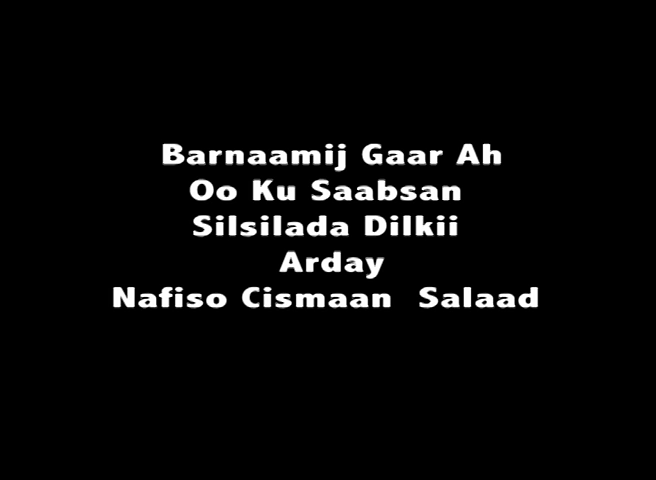 Barnaamij Gaar Ah
Oo Ku Saabsan
Silsilada Dilkii
Arday
Nafiso Cismaan Salaad